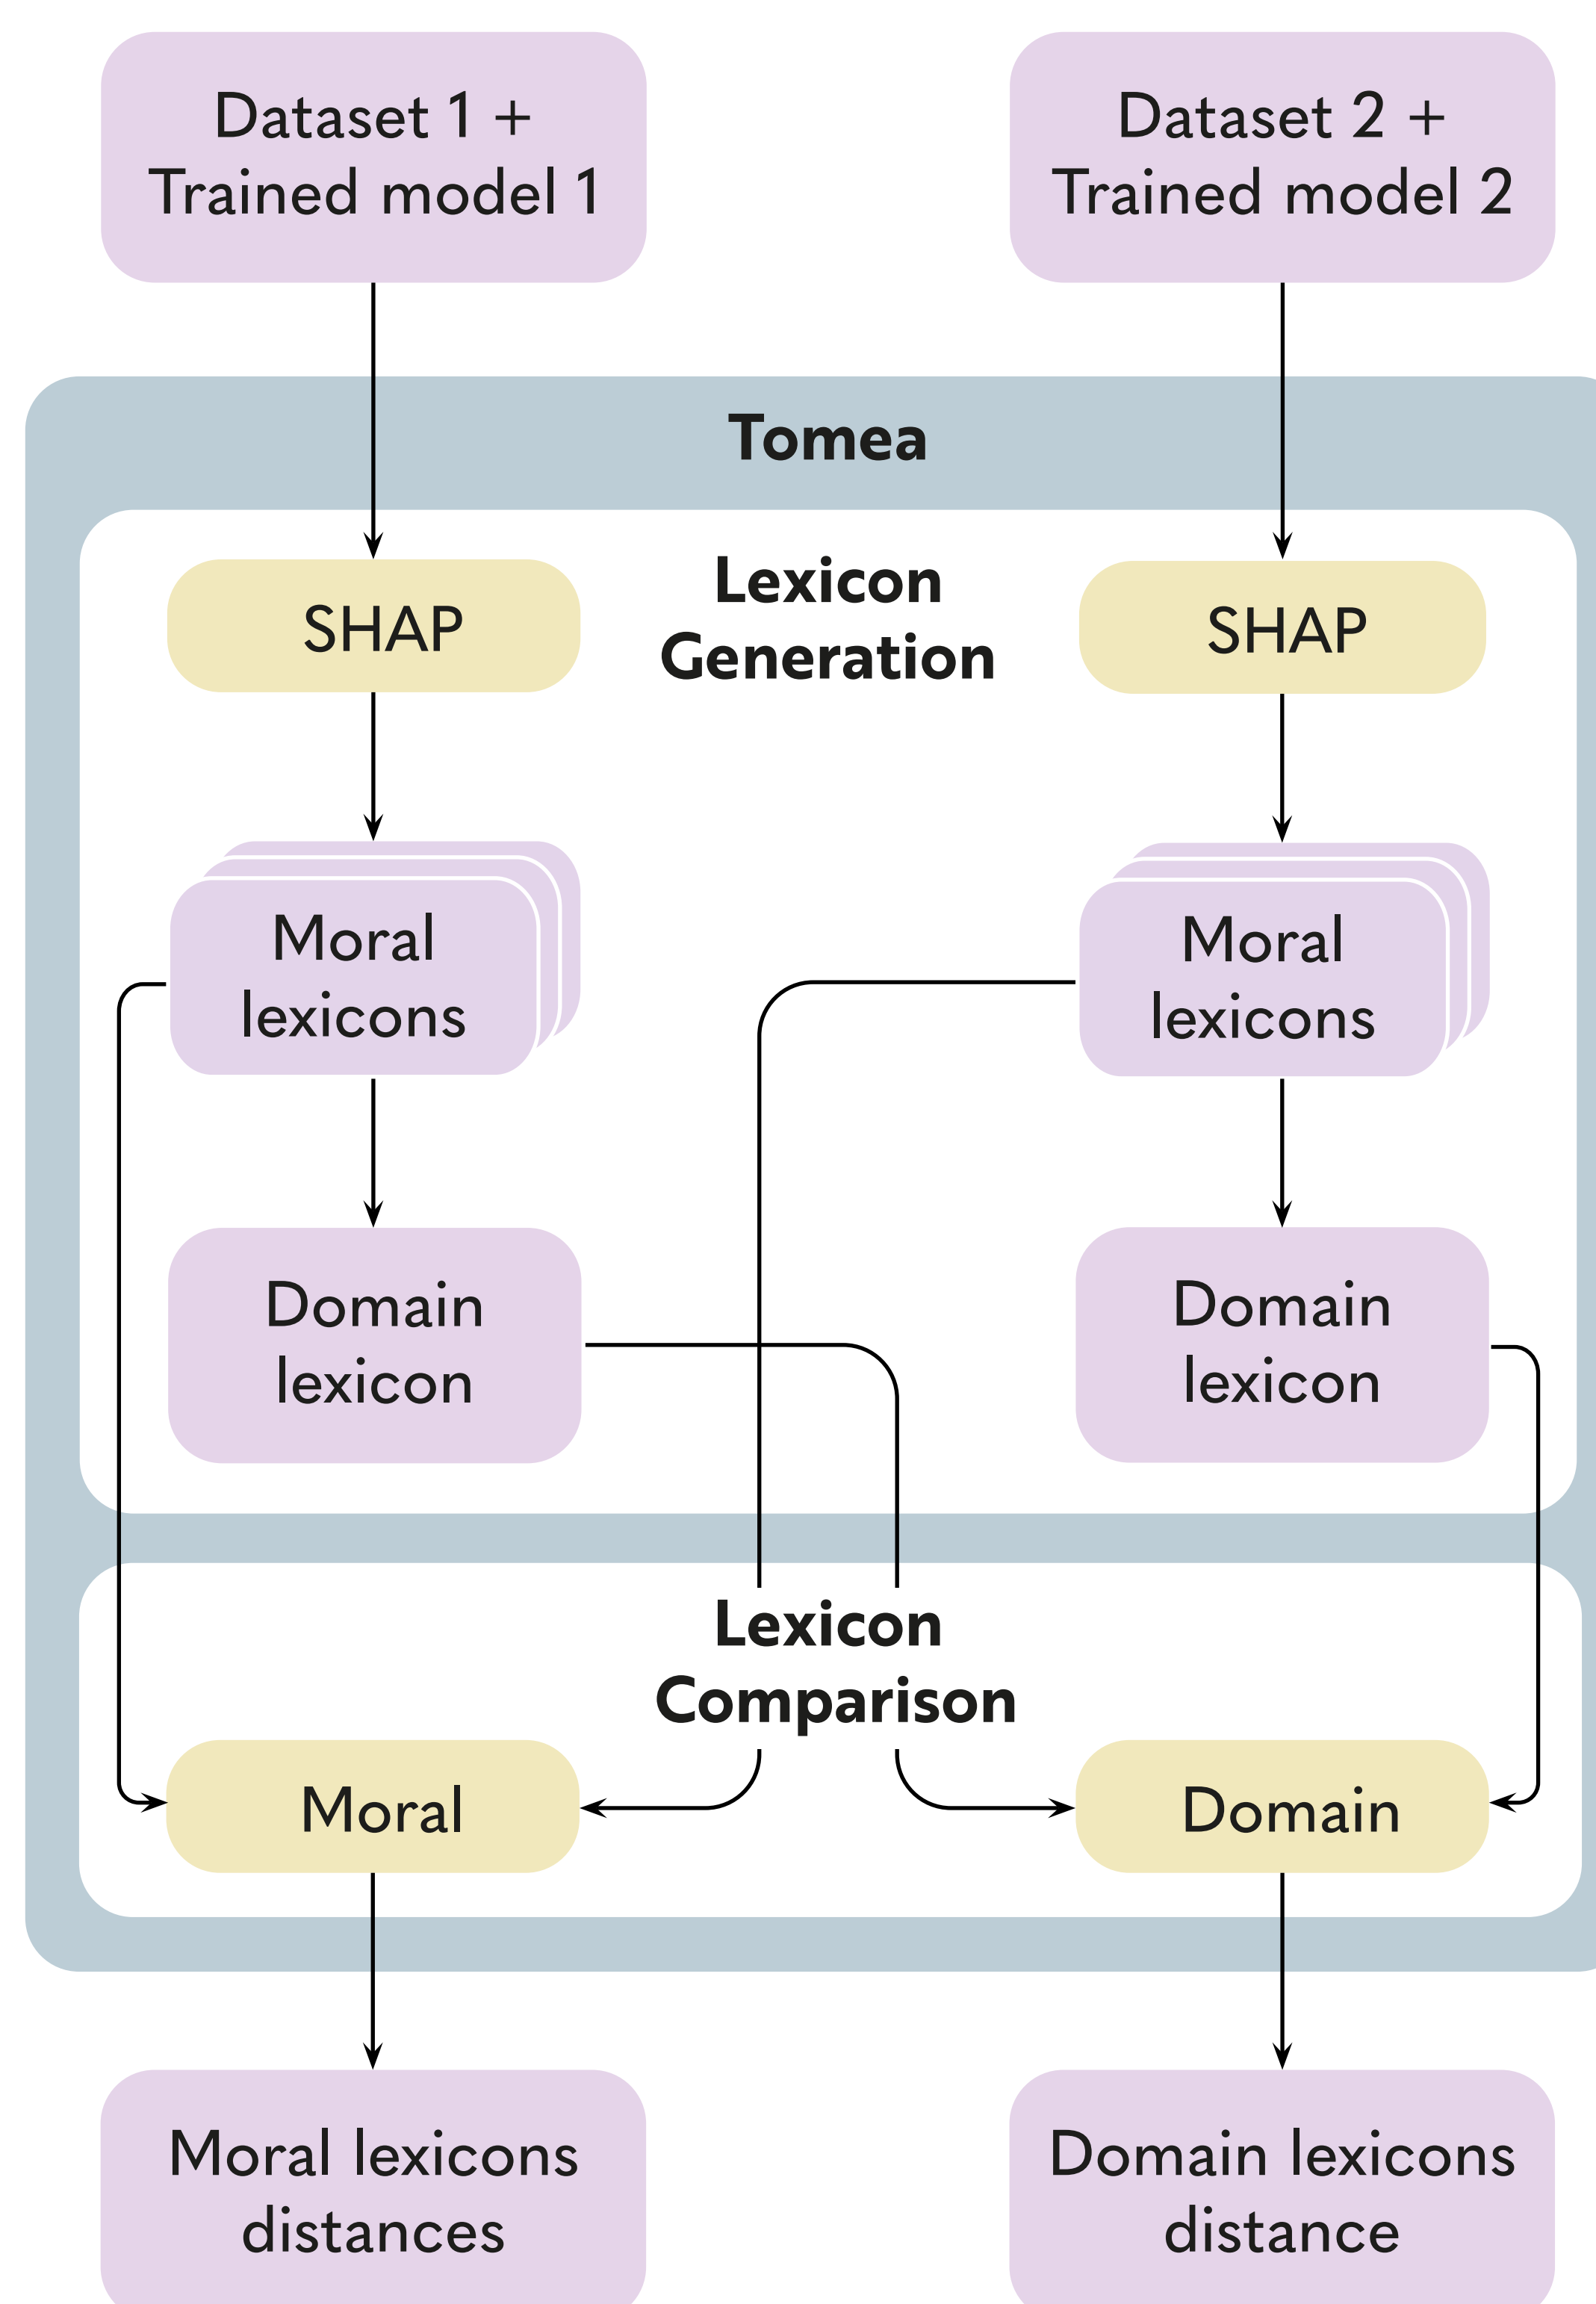 Dataset 1 +
Trained model 1
Dataset 2 +
Trained model 2
Tomea
Lexicon
Generation
SHAP
SHAP
Moral
lexicons
Moral
lexicons
Domain
lexicon
Domain
lexicon
Lexicon
Comparison
Moral
Domain
Moral lexicons
distances
Domain lexicons
distance